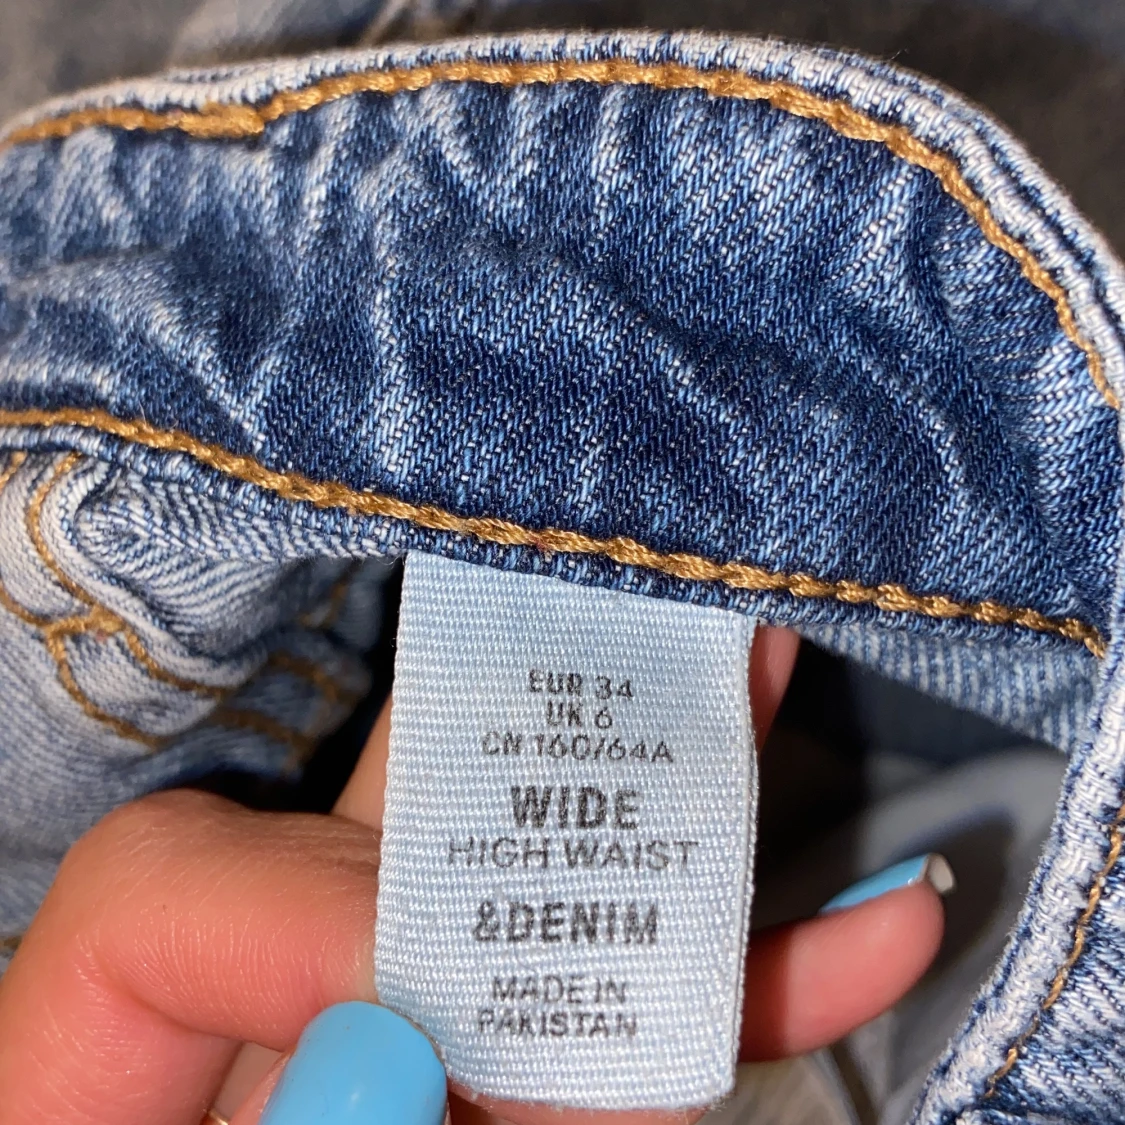 EUR 34
UK 6
CN 160/64A
WIDE
HIGH WAIST
&DENIM
MADE IN
PAKISTAN